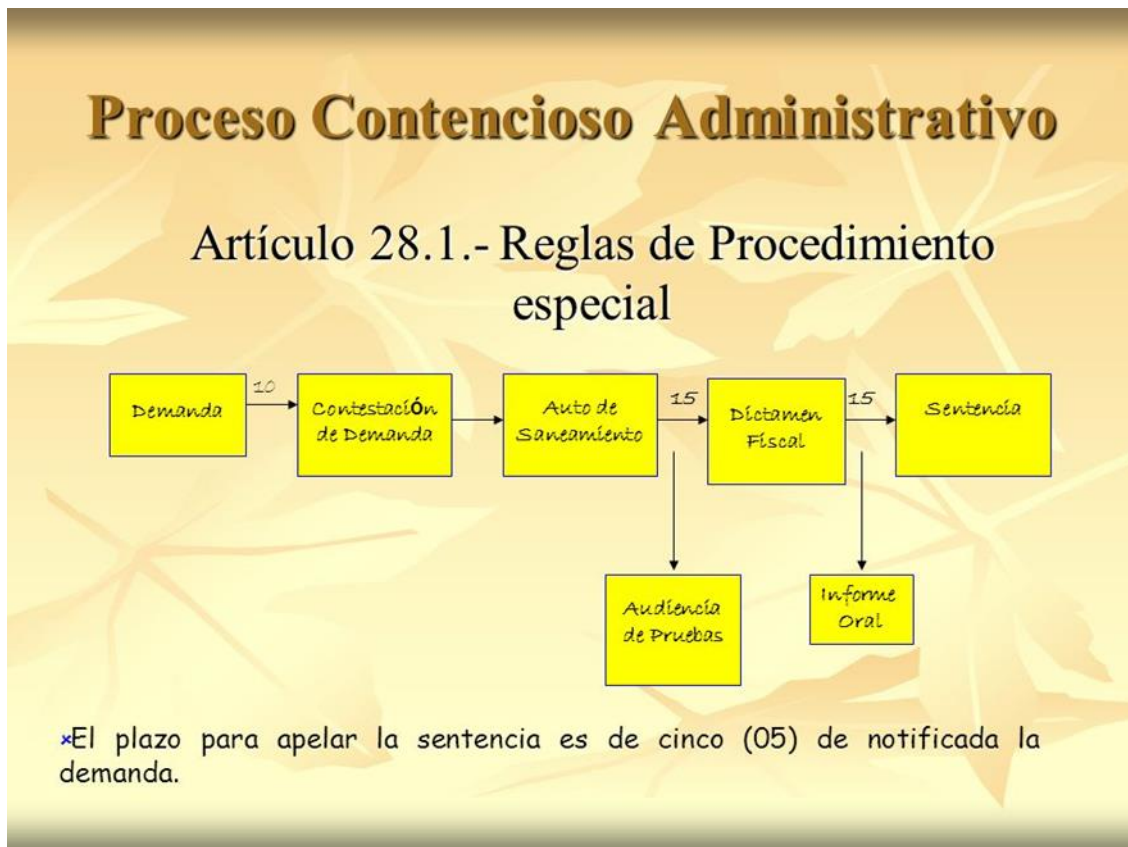 Proceso Contencioso Administrativo
Artículo 28.1.- Reglas de Procedimiento
especial
Demanda
10
Contestación
de Demanda
Auto de
Saneamiento
15
Dictamen
Fiscal
15
Sentencia
Audiencia
de Pruebas
Informe
Oral
×El plazo para apelar la sentencia es de cinco (05) de notificada la
demanda.